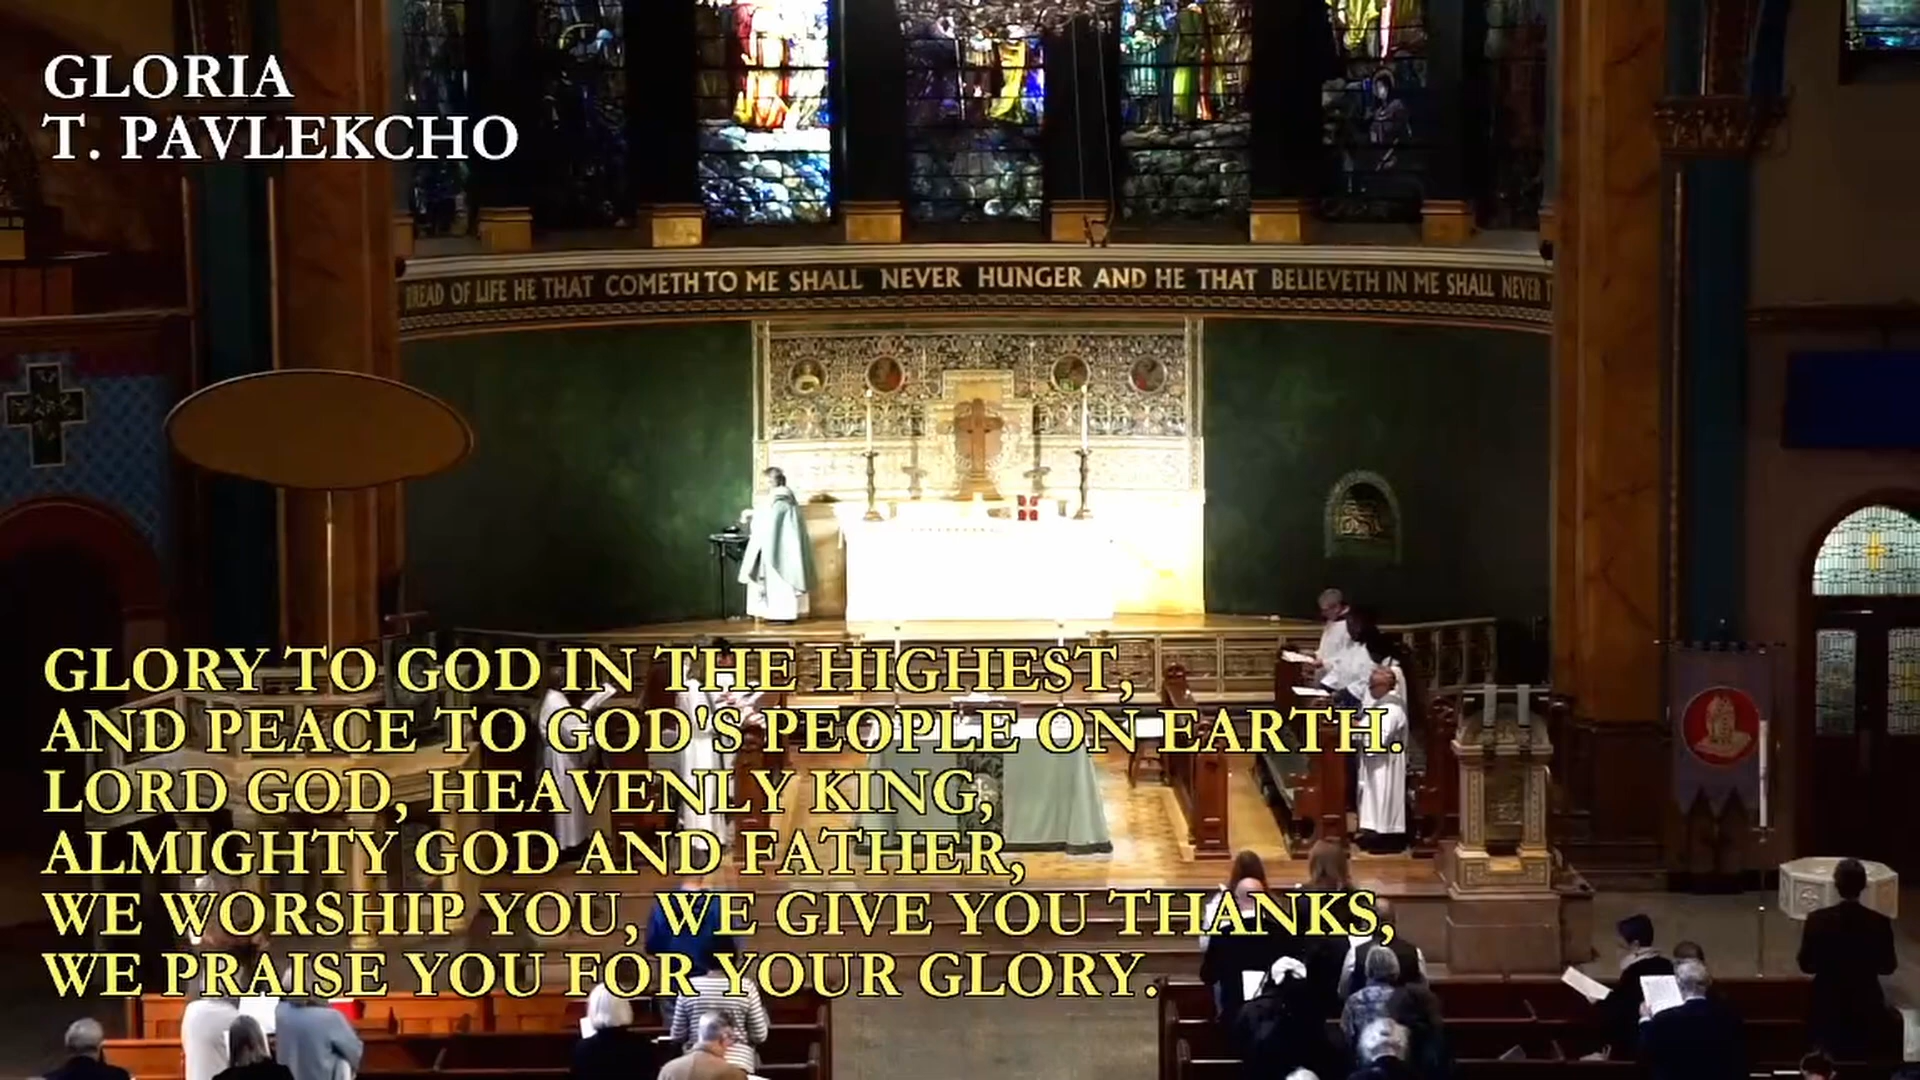 GLORIA
T. PAVLEKCHO
BREAD OF LIFE HE THAT COMETH TO ME SHALL NEVER HUNGER AND HE THAT BELIEVETH IN ME SHALL NEVER T
GLORY TO GOD IN THE HIGHEST,
AND PEACE TO GOD'S PEOPLE ON EARTH.
LORD GOD, HEAVENLY KING,
ALMIGHTY GOD AND FATHER,
WE WORSHIP YOU, WE GIVE YOU THANKS,
WE PRAISE YOU FOR YOUR GLORY.